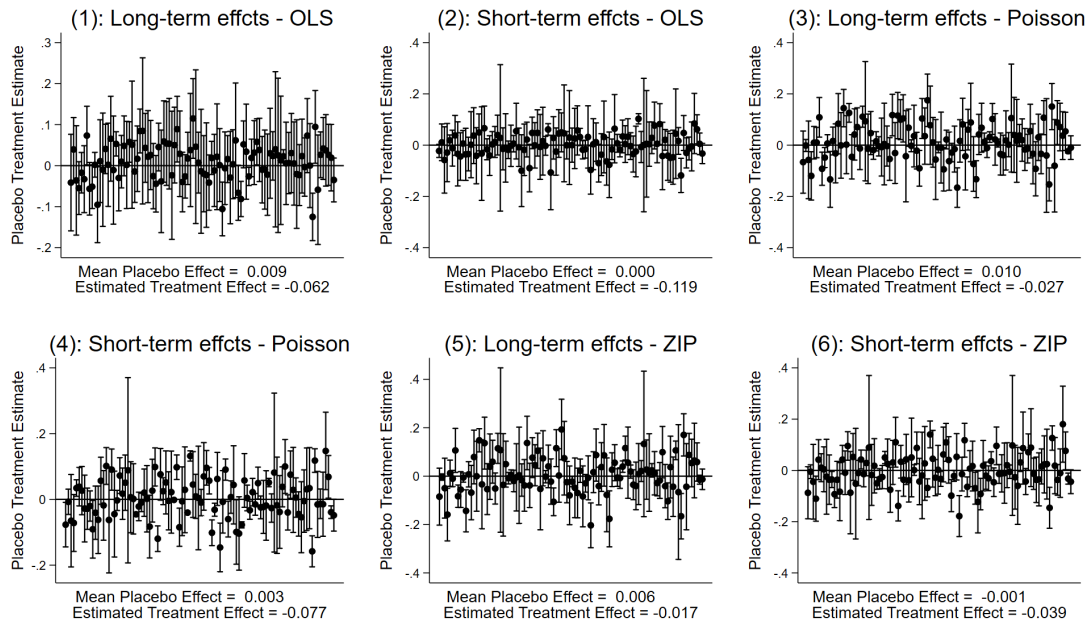 (1): Long-term effcts - OLS
Placebo Treatment Estimate
.3
.2
.1
0
-.1
-.2
Mean Placebo Effect = 0.009
Estimated Treatment Effect = -0.062
(2): Short-term effcts - OLS
Placebo Treatment Estimate
.4
.2
0
-.2
-.4
Mean Placebo Effect = 0.000
Estimated Treatment Effect = -0.119
(3): Long-term effcts - Poisson
Placebo Treatment Estimate
.4
.2
0
-.2
-.4
Mean Placebo Effect = 0.010
Estimated Treatment Effect = -0.027
(4): Short-term effcts - Poisson
Placebo Treatment Estimate
.4
.2
0
-.2
Mean Placebo Effect = 0.003
Estimated Treatment Effect = -0.077
(5): Long-term effcts - ZIP
Placebo Treatment Estimate
.4
.2
0
-.2
-.4
Mean Placebo Effect = 0.006
Estimated Treatment Effect = -0.017
(6): Short-term effcts - ZIP
Placebo Treatment Estimate
.4
.2
0
-.2
-.4
Mean Placebo Effect = -0.001
Estimated Treatment Effect = -0.039